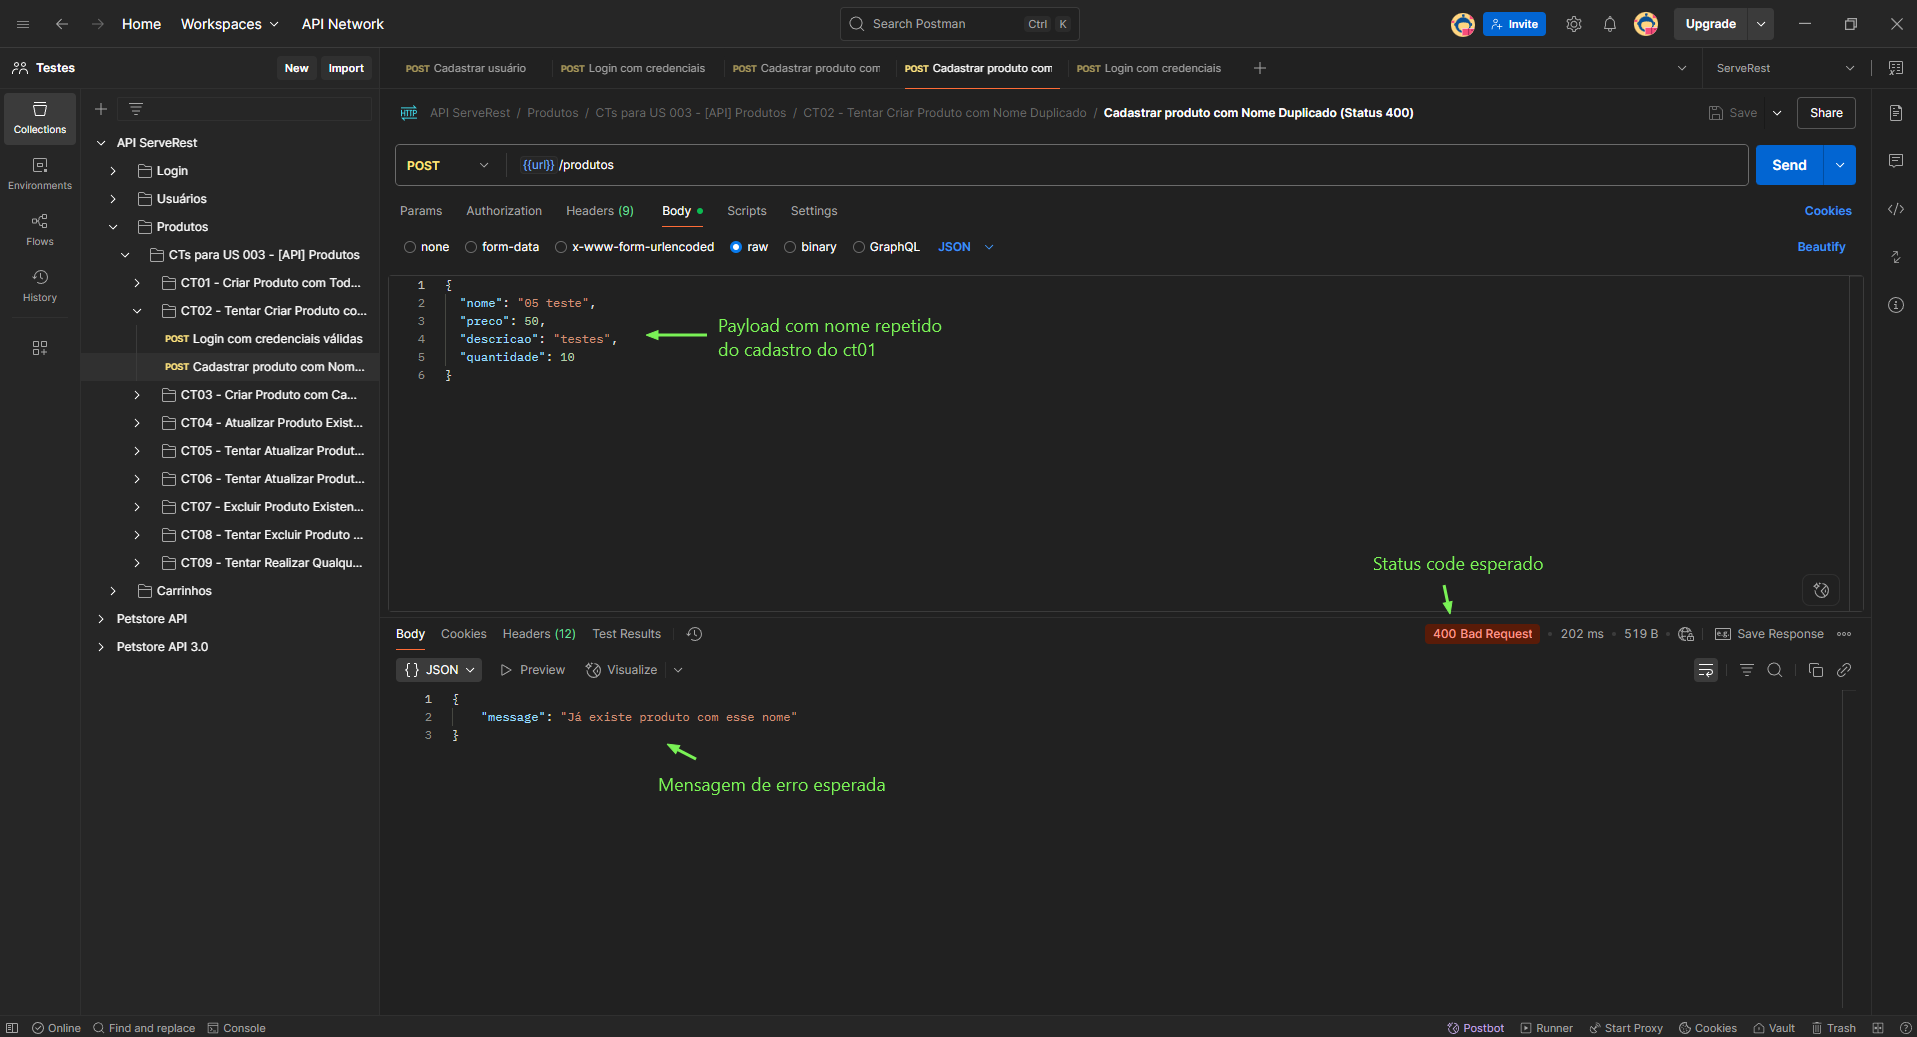 Home Workspaces API Network
Search Postman Ctrl K
Invite Upgrade
Testes New Import
POST Cadastrar usuário
POST Login com credenciais
POST Cadastrar produto com
POST Cadastrar produto com
POST Login com credenciais
ServeRest
Collections
Environments
Flows
History
API ServeRest
Login
Usuários
Produtos
CTs para US 003 - [API] Produtos
CT01 - Criar Produto com Tod...
CT02 - Tentar Criar Produto co...
POST Login com credenciais válidas
POST Cadastrar produto com Nom...
CT03 - Criar Produto com Ca...
CT04 - Atualizar Produto Exist...
CT05 - Tentar Atualizar Produt...
CT06 - Tentar Atualizar Produt...
CT07 - Excluir Produto Existen...
CT08 - Tentar Excluir Produto ...
CT09 - Tentar Realizar Qualqu...
Carrinhos
Petstore API
Petstore API 3.0
HTTP API ServeRest / Produtos / CTs para US 003 - [API] Produtos / CT02 - Tentar Criar Produto com Nome Duplicado / Cadastrar produto com Nome Duplicado (Status 400)
Save Share
POST {{url}} /produtos Send
Params Authorization Headers (9) Body Scripts Settings Cookies
none form-data x-www-form-urlencoded raw binary GraphQL JSON Beautify
1 {
2 "nome": "05 teste",
3 "preco": 50,
4 "descricao": "testes",
5 "quantidade": 10
6 }
Payload com nome repetido
do cadastro do ct01
Status code esperado
Body Cookies Headers (12) Test Results
400 Bad Request 202 ms 519 B e.g. Save Response
{} JSON Preview Visualize
1 {
2 "message": "Já existe produto com esse nome"
3 }
Mensagem de erro esperada
Online Find and replace Console
Postbot Runner Start Proxy Cookies Vault Trash